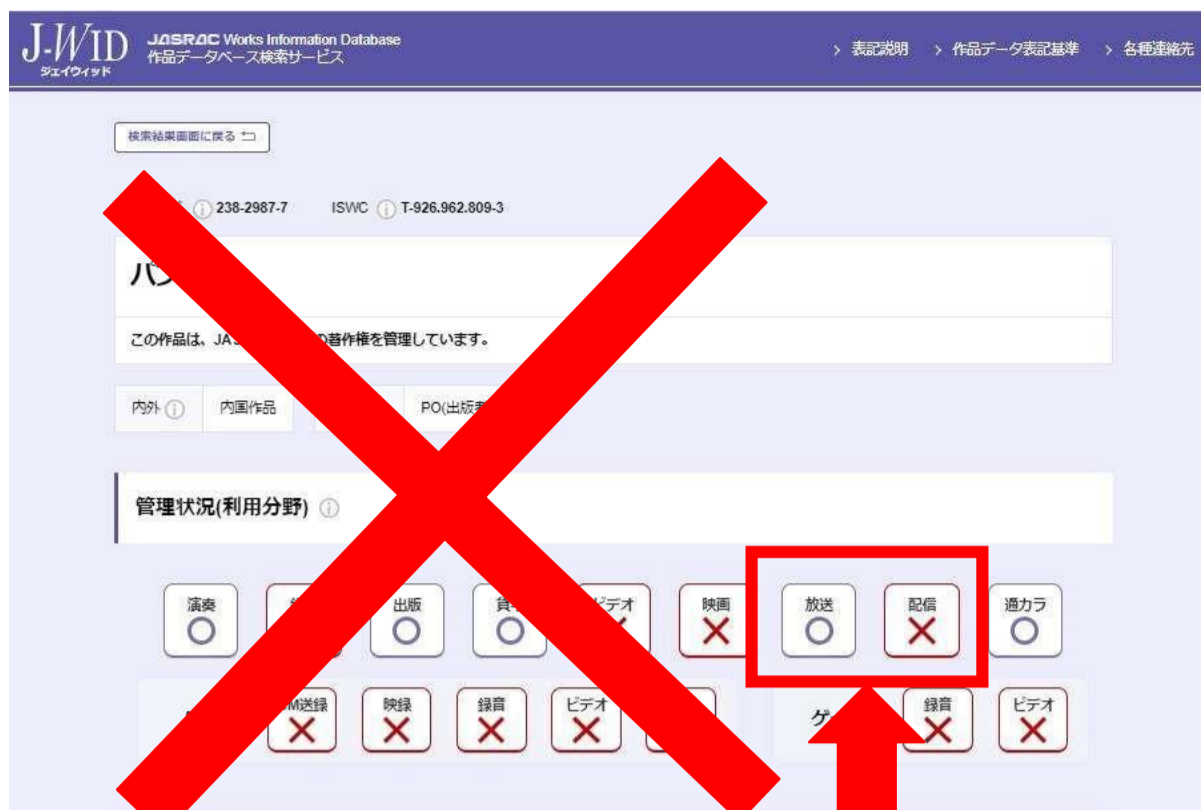 J-WID JASRAC Works Information Database
ジェイウィッド 作品データベース検索サービス
> 表記説明 > 作品データ表記基準 > 各種連絡先
検索結果画面に戻る
238-2987-7 ISWC T-926.962.809-3
この作品は、JAS の著作権を管理しています。
内外 内国作品 PO(出版者
管理状況(利用分野)
演奏 出版 ビデオ 映画 放送 配信 通カラ
M送録 映録 録音 ビデオ 録音 ビデオ